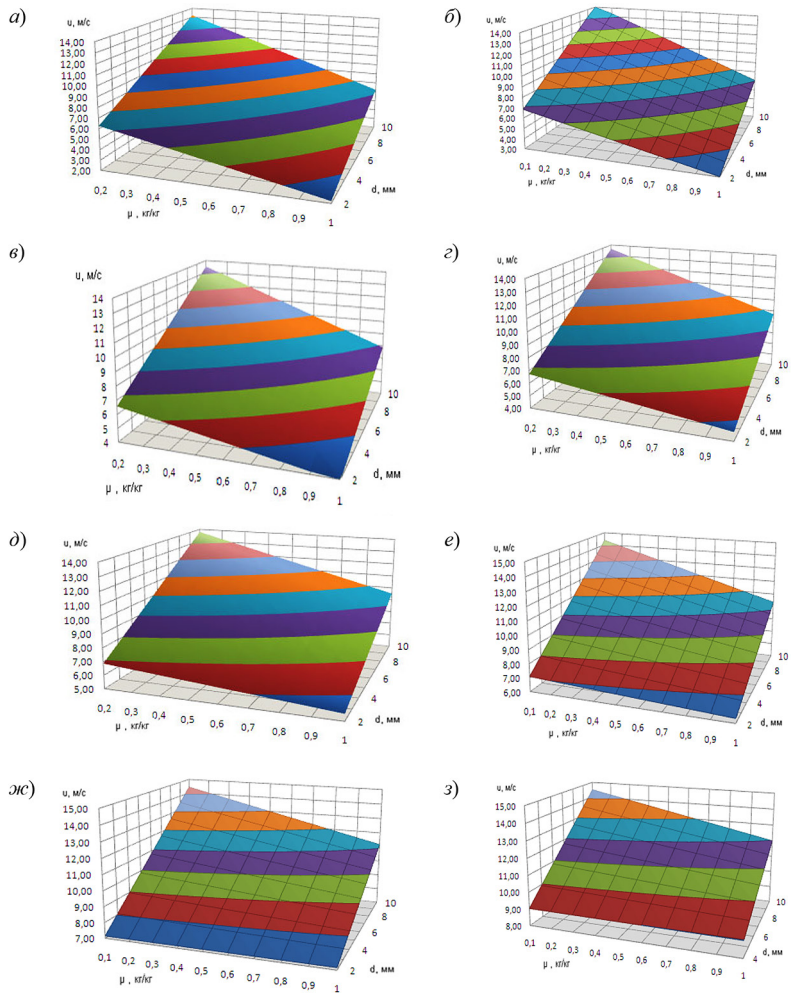 а)
u, м/с
14,00
13,00
12,00
11,00
10,00
9,00
8,00
7,00
6,00
5,00
4,00
3,00
2,00
0,2 0,3 0,4 0,5 0,6 0,7 0,8 0,9 1
μ , кг/кг
2 4 6 8 10
d, мм
б)
u, м/с
14,00
13,00
12,00
11,00
10,00
9,00
8,00
7,00
6,00
5,00
4,00
3,00
0,1 0,2 0,3 0,4 0,5 0,6 0,7 0,8 0,9 1
μ , кг/кг
2 4 6 8 10
d, мм
в)
u, м/с
14
13
12
11
10
9
8
7
6
5
4
0,2 0,3 0,4 0,5 0,6 0,7 0,8 0,9 1
μ , кг/кг
2 4 6 8 10
d, мм
г)
u, м/с
14,00
13,00
12,00
11,00
10,00
9,00
8,00
7,00
6,00
5,00
4,00
0,2 0,3 0,4 0,5 0,6 0,7 0,8 0,9 1
μ , кг/кг
2 4 6 8 10
d, мм
д)
u, м/с
14,00
13,00
12,00
11,00
10,00
9,00
8,00
7,00
6,00
5,00
0,2 0,3 0,4 0,5 0,6 0,7 0,8 0,9 1
μ , кг/кг
2 4 6 8 10
d, мм
е)
u, м/с
15,00
14,00
13,00
12,00
11,00
10,00
9,00
8,00
7,00
6,00
0,1 0,2 0,3 0,4 0,5 0,6 0,7 0,8 0,9 1
μ , кг/кг
2 4 6 8 10
d, мм
ж)
u, м/с
15,00
14,00
13,00
12,00
11,00
10,00
9,00
8,00
7,00
0,1 0,2 0,3 0,4 0,5 0,6 0,7 0,8 0,9 1
μ , кг/кг
2 4 6 8 10
d, мм
з)
u, м/с
15,00
14,00
13,00
12,00
11,00
10,00
9,00
8,00
0,1 0,2 0,3 0,4 0,5 0,6 0,7 0,8 0,9 1
μ , кг/кг
2 4 6 8 10
d, мм